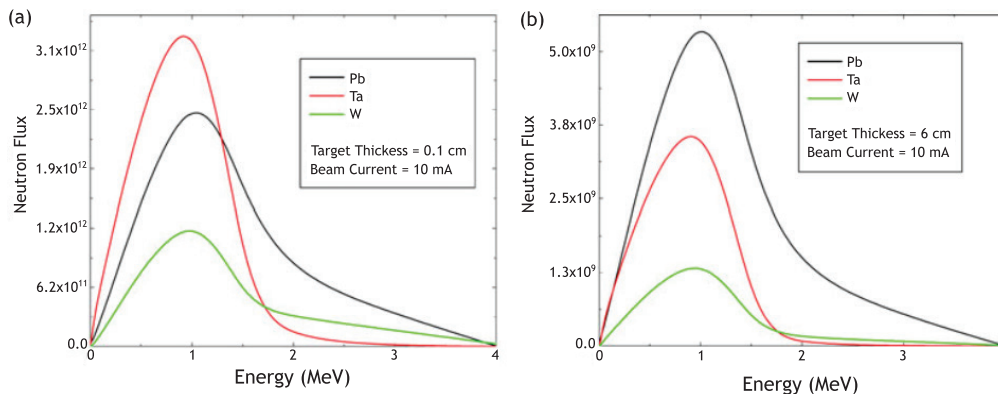 (a)
Neutron Flux
3.1x10¹²
2.5x10¹²
1.9x10¹²
1.2x10¹²
6.2x10¹¹
0.0
0 1 2 3 4
Energy (MeV)
Pb
Ta
W
Target Thickess = 0.1 cm
Beam Current = 10 mA
(b)
Neutron Flux
5.0x10⁹
3.8x10⁹
2.5x10⁹
1.3x10⁹
0.0
0 1 2 3
Energy (MeV)
Pb
Ta
W
Target Thickess = 6 cm
Beam Current = 10 mA